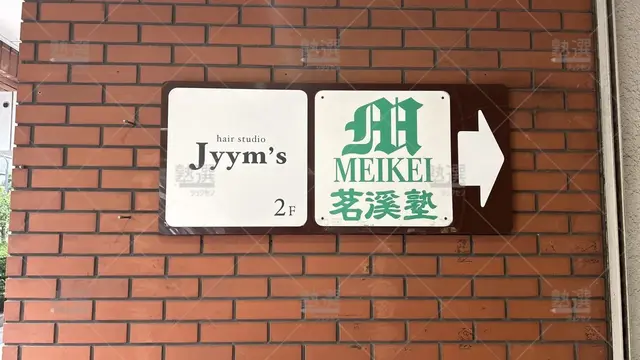 hair studio
Jyym's
2F
M
MEIKEI
茗溪塾